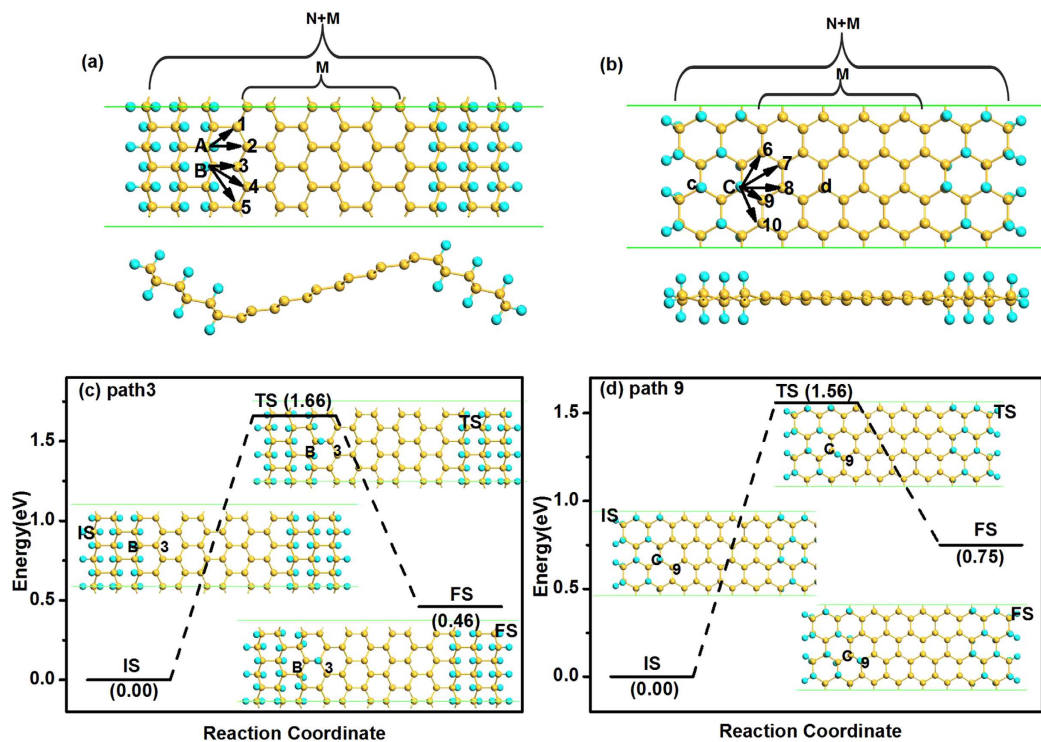 N+M
(a)
M
1
A
2
B
3
4
5
N+M
(b)
M
6
7
c
C
8
d
9
10
(c) path3
TS (1.66)
TS
1.5
B
3
IS
1.0
B
3
Energy(eV)
0.5
FS
(0.46)
FS
B
3
IS
0.0
(0.00)
Reaction Coordinate
(d) path 9
TS (1.56)
TS
1.5
C
9
IS
1.0
C
9
FS
(0.75)
Energy(eV)
0.5
FS
C
9
IS
0.0
(0.00)
Reaction Coordinate